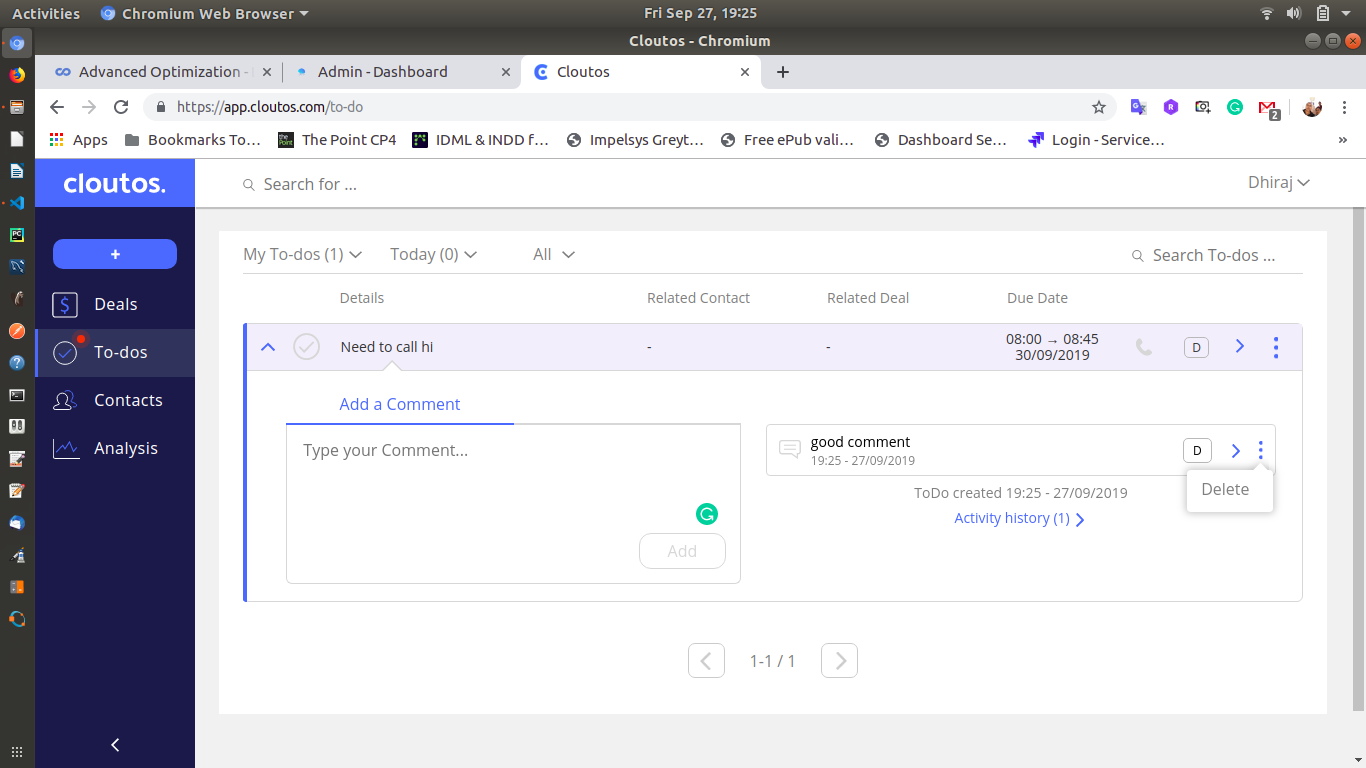 Activities Chromium Web Browser Fri Sep 27, 19:25
Cloutos - Chromium
Advanced Optimization - Admin - Dashboard Cloutos
https://app.cloutos.com/to-do 2
Apps Bookmarks To… The Point CP4 IDML & INDD f… Impelsys Greyt… Free ePub vali… Dashboard Se… Login - Service… »
cloutos. Search for ... Dhiraj
+
Deals
To-dos
Contacts
Analysis
My To-dos (1) Today (0) All Search To-dos ...
Details Related Contact Related Deal Due Date
Need to call hi - - 08:00 → 08:45 D
30/09/2019
Add a Comment
Type your Comment...
Add
good comment D
19:25 - 27/09/2019
Delete
ToDo created 19:25 - 27/09/2019
Activity history (1)
1-1 / 1